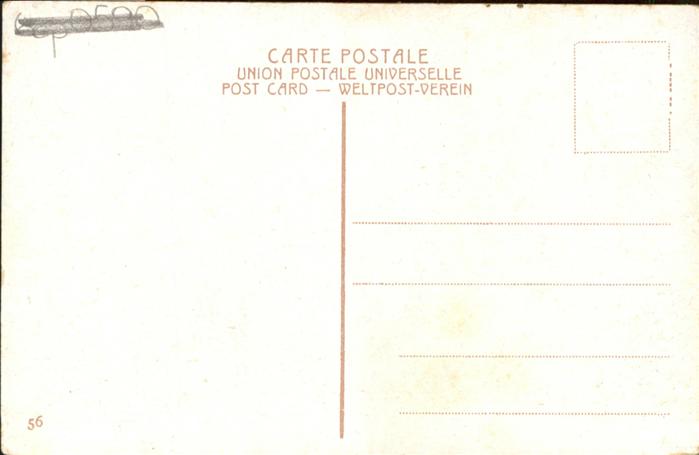 CARTE POSTALE
UNION POSTALE UNIVERSELLE
POST CARD — WELTPOST-VEREIN
56